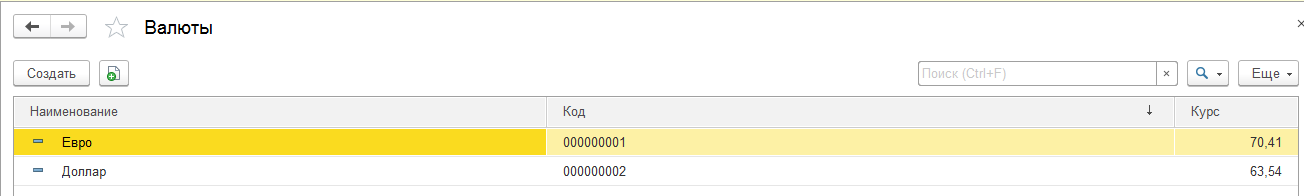 Валюты
Создать Поиск (Ctrl+F) × Еще
Наименование Код ↓ Курс
Евро 000000001 70,41
Доллар 000000002 63,54